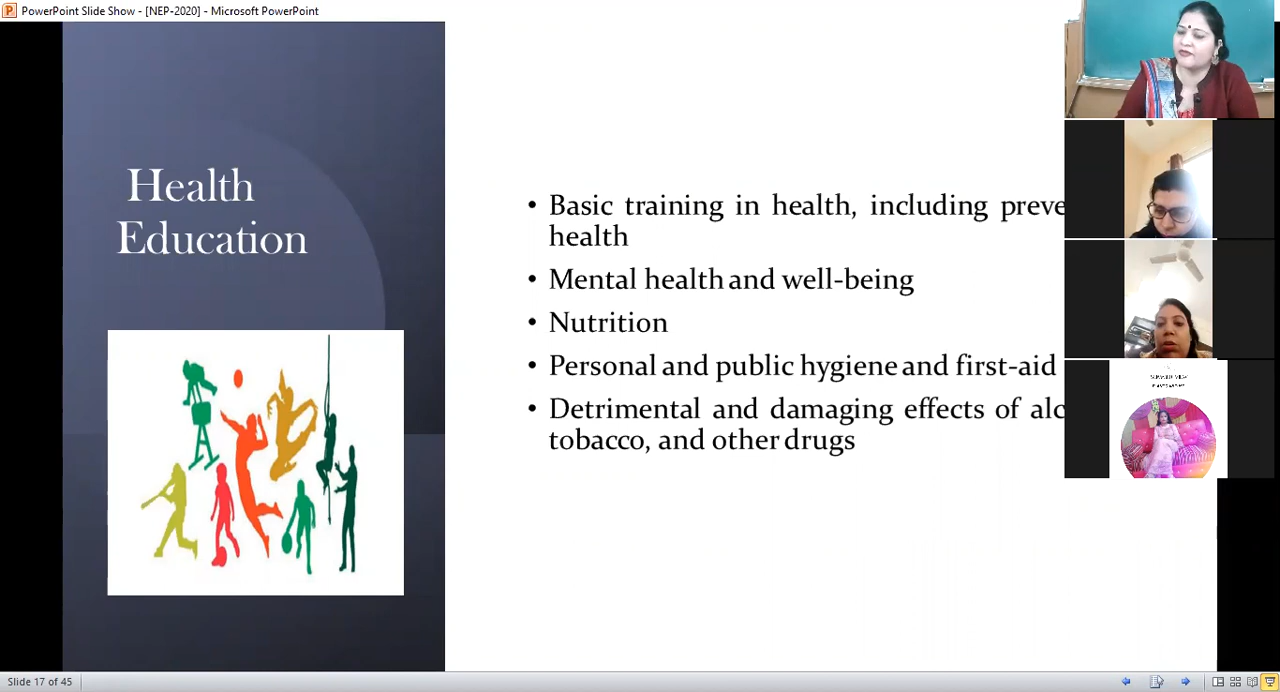 PowerPoint Slide Show - [NEP-2020] - Microsoft PowerPoint
Health
Education
• Basic training in health, including preve
health
• Mental health and well-being
• Nutrition
• Personal and public hygiene and first-aid
• Detrimental and damaging effects of alc
tobacco, and other drugs
Slide 17 of 45